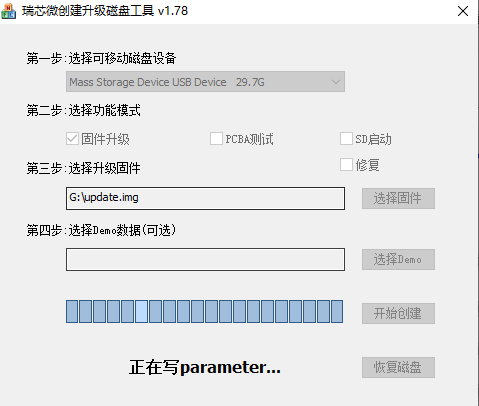 瑞芯微创建升级磁盘工具 v1.78
第一步:选择可移动磁盘设备
Mass Storage Device USB Device 29.7G
第二步:选择功能模式
固件升级 PCBA测试 SD启动
修复
第三步:选择升级固件
G:\update.img 选择固件
第四步:选择Demo数据(可选)
选择Demo
开始创建
正在写parameter... 恢复磁盘